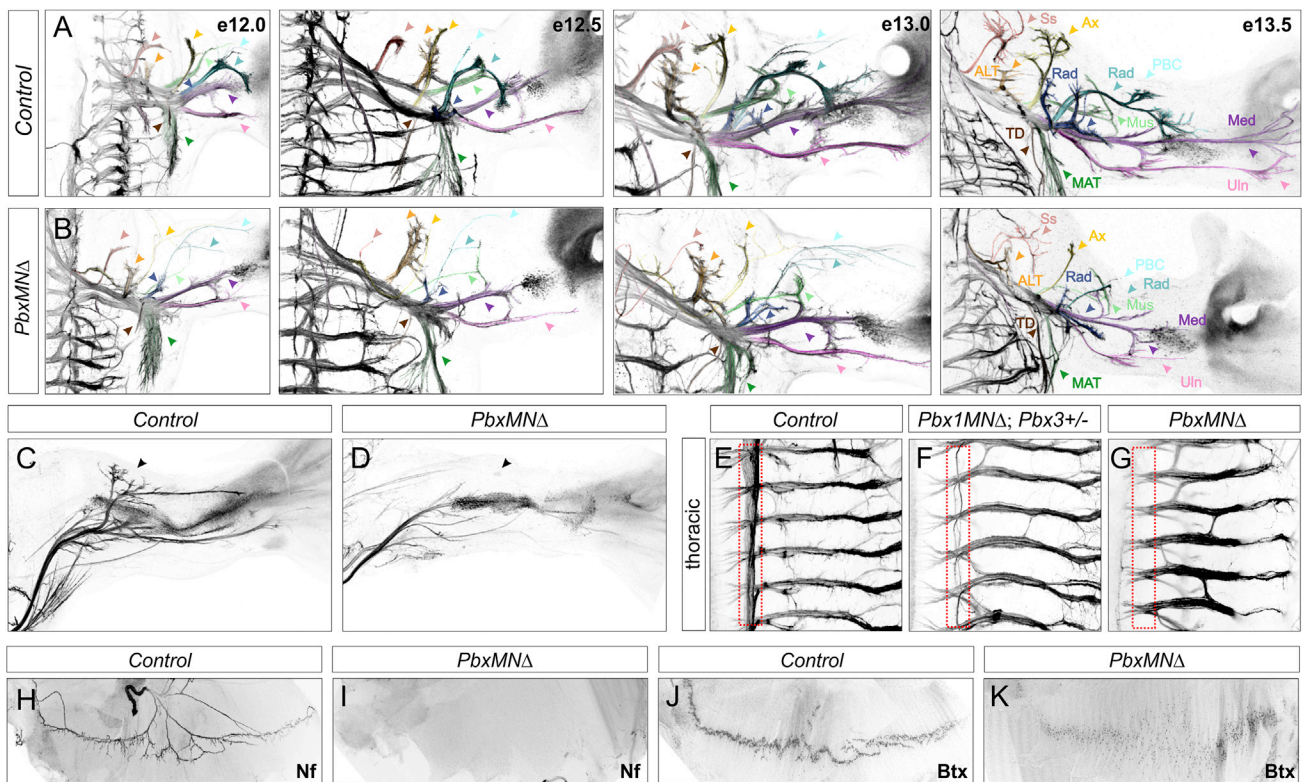 A
e12.0
e12.5
e13.0
e13.5
Control
Ss
Ax
ALT
Rad
Rad
PBC
TD
Mus
Med
MAT
Uln
B
PbxMNΔ
Ss
Ax
ALT
Rad
PBC
Rad
Mus
TD
Med
MAT
Uln
Control
PbxMNΔ
Control
Pbx1MNΔ; Pbx3+/-
PbxMNΔ
C
D
E
F
G
thoracic
Control
PbxMNΔ
Control
PbxMNΔ
H
I
J
K
Nf
Nf
Btx
Btx